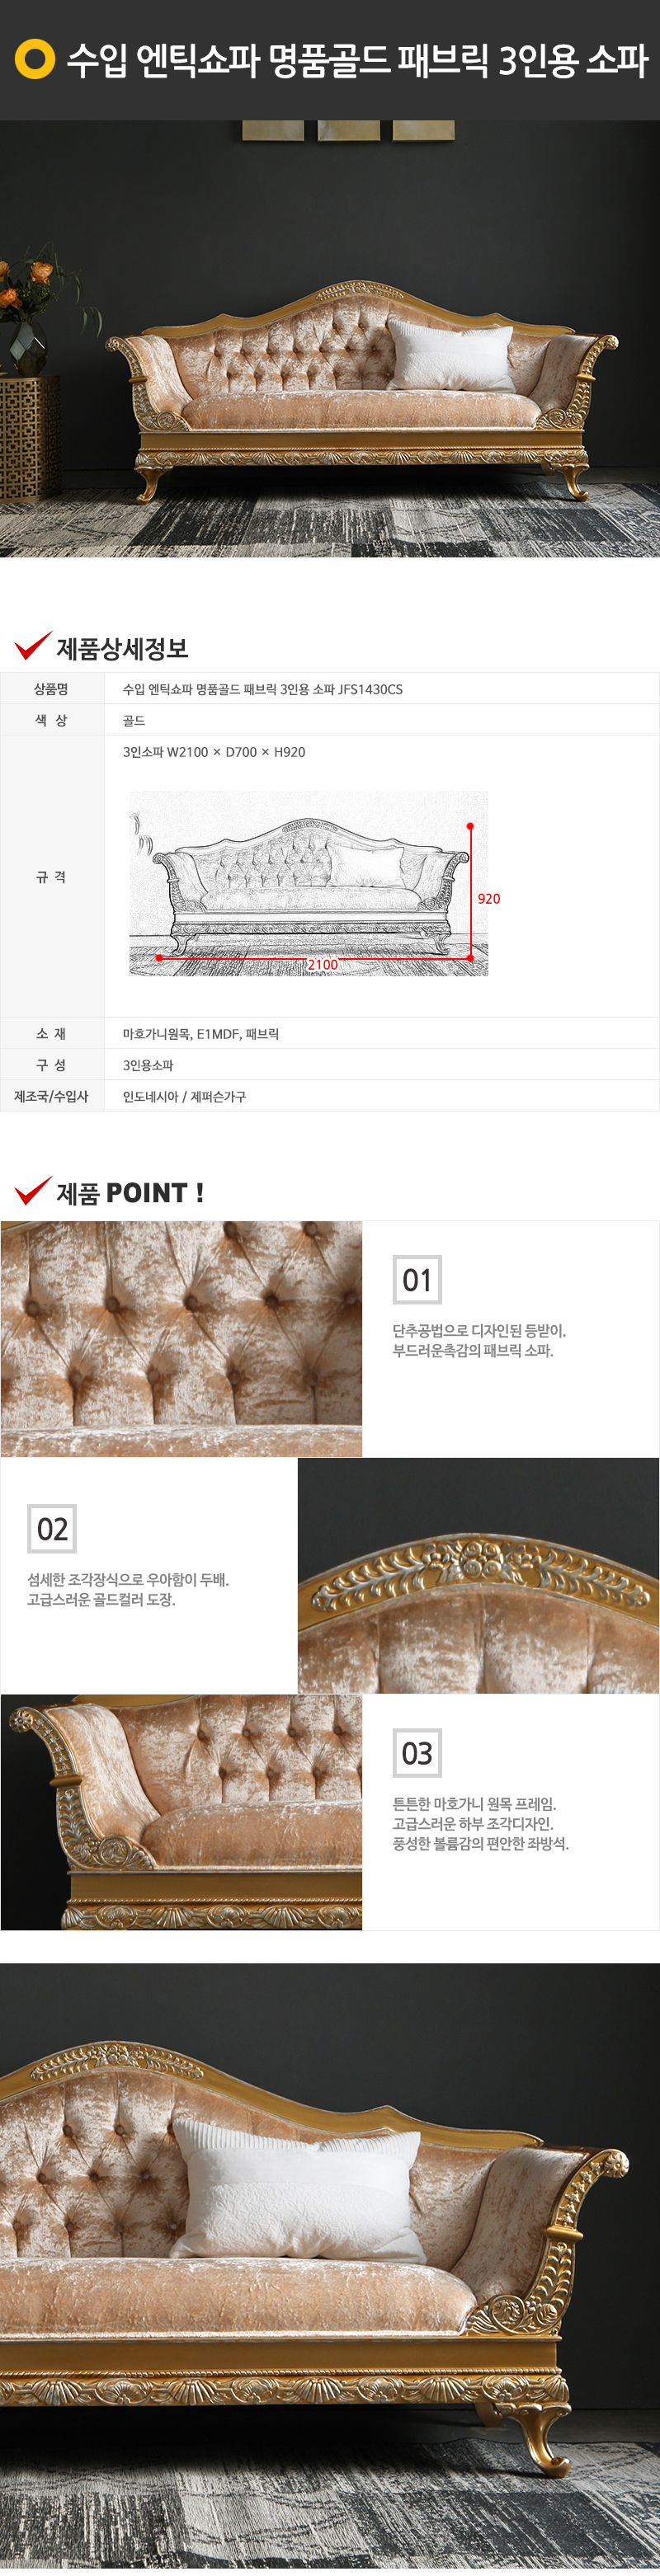 수입 엔틱쇼파 명품골드 패브릭 3인용 소파
제품상세정보
상품명 수입 엔틱쇼파 명품골드 패브릭 3인용 소파 JFS1430CS
색 상 골드
규 격 3인소파 W2100 × D700 × H920
920
2100
소 재 마호가니원목, E1MDF, 패브릭
구 성 3인용소파
제조국/수입사 인도네시아 / 제퍼슨가구
제품 POINT !
01
단추공법으로 디자인된 등받이.
부드러운촉감의 패브릭 소파.
02
섬세한 조각장식으로 우아함이 두배.
고급스러운 골드컬러 도장.
03
튼튼한 마호가니 원목 프레임.
고급스러운 하부 조각디자인.
풍성한 볼륨감의 편안한 좌방석.